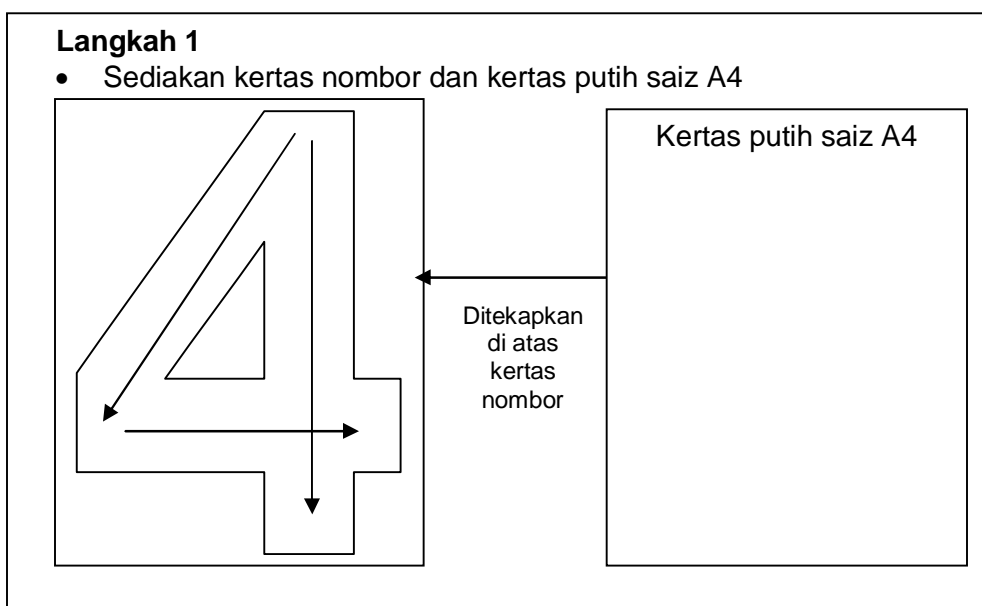 Langkah 1
• Sediakan kertas nombor dan kertas putih saiz A4
4
Kertas putih saiz A4
Ditekapkan
di atas
kertas
nombor